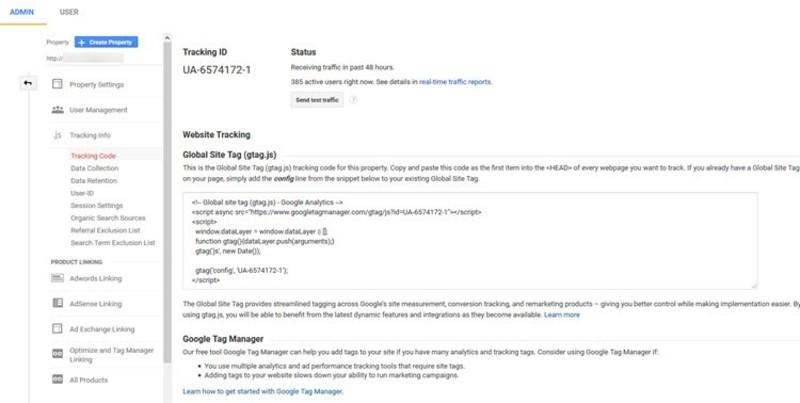 ADMIN USER
Property + Create Property
http://
Property Settings
User Management
.js Tracking Info
Tracking Code
Data Collection
Data Retention
User-ID
Session Settings
Organic Search Sources
Referral Exclusion List
Search Term Exclusion List
PRODUCT LINKING
Adwords Linking
AdSense Linking
Ad Exchange Linking
Optimize and Tag Manager
Linking
All Products
Tracking ID
UA-6574172-1
Status
Receiving traffic in past 48 hours.
385 active users right now. See details in real-time traffic reports.
Send test traffic ?
Website Tracking
Global Site Tag (gtag.js)
This is the Global Site Tag (gtag.js) tracking code for this property. Copy and paste this code as the first item into the <HEAD> of every webpage you want to track. If you already have a Global Site Tag
on your page, simply add the config line from the snippet below to your existing Global Site Tag.
<!-- Global site tag (gtag.js) - Google Analytics -->
<script async src="https://www.googletagmanager.com/gtag/js?id=UA-6574172-1"></script>
<script>
window.dataLayer = window.dataLayer || [];
function gtag(){dataLayer.push(arguments);}
gtag('js', new Date());
gtag('config', 'UA-6574172-1');
</script>
The Global Site Tag provides streamlined tagging across Google's site measurement, conversion tracking, and remarketing products – giving you better control while making implementation easier. By
using gtag.js, you will be able to benefit from the latest dynamic features and integrations as they become available. Learn more
Google Tag Manager
Our free tool Google Tag Manager can help you add tags to your site if you have many analytics and tracking tags. Consider using Google Tag Manager if:
• You use multiple analytics and ad performance tracking tools that require site tags.
• Adding tags to your website slows down your ability to run marketing campaigns.
Learn how to get started with Google Tag Manager.